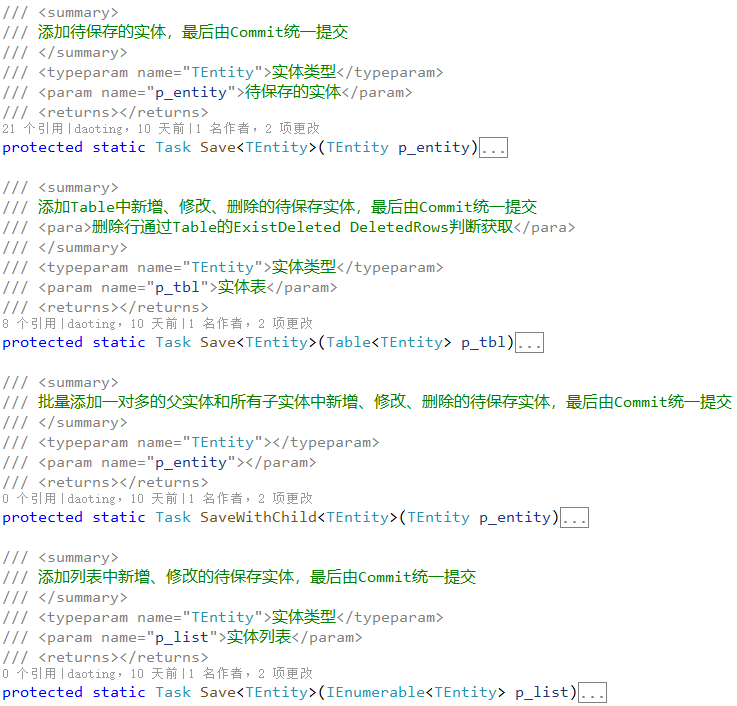 /// <summary>
/// 添加待保存的实体，最后由Commit统一提交
/// </summary>
/// <typeparam name="TEntity">实体类型</typeparam>
/// <param name="p_entity">待保存的实体</param>
/// <returns></returns>
21 个引用|daoting，10 天前|1 名作者，2 项更改
protected static Task Save<TEntity>(TEntity p_entity)...
/// <summary>
/// 添加Table中新增、修改、删除的待保存实体，最后由Commit统一提交
/// <para>删除行通过Table的ExistDeleted DeletedRows判断获取</para>
/// </summary>
/// <typeparam name="TEntity">实体类型</typeparam>
/// <param name="p_tbl">实体表</param>
/// <returns></returns>
8 个引用|daoting，10 天前|1 名作者，2 项更改
protected static Task Save<TEntity>(Table<TEntity> p_tbl)...
/// <summary>
/// 批量添加一对多的父实体和所有子实体中新增、修改、删除的待保存实体，最后由Commit统一提交
/// </summary>
/// <typeparam name="TEntity"></typeparam>
/// <param name="p_entity"></param>
/// <returns></returns>
0 个引用|daoting，10 天前|1 名作者，2 项更改
protected static Task SaveWithChild<TEntity>(TEntity p_entity)...
/// <summary>
/// 添加列表中新增、修改的待保存实体，最后由Commit统一提交
/// </summary>
/// <typeparam name="TEntity">实体类型</typeparam>
/// <param name="p_list">实体列表</param>
/// <returns></returns>
0 个引用|daoting，10 天前|1 名作者，2 项更改
protected static Task Save<TEntity>(IEnumerable<TEntity> p_list)...